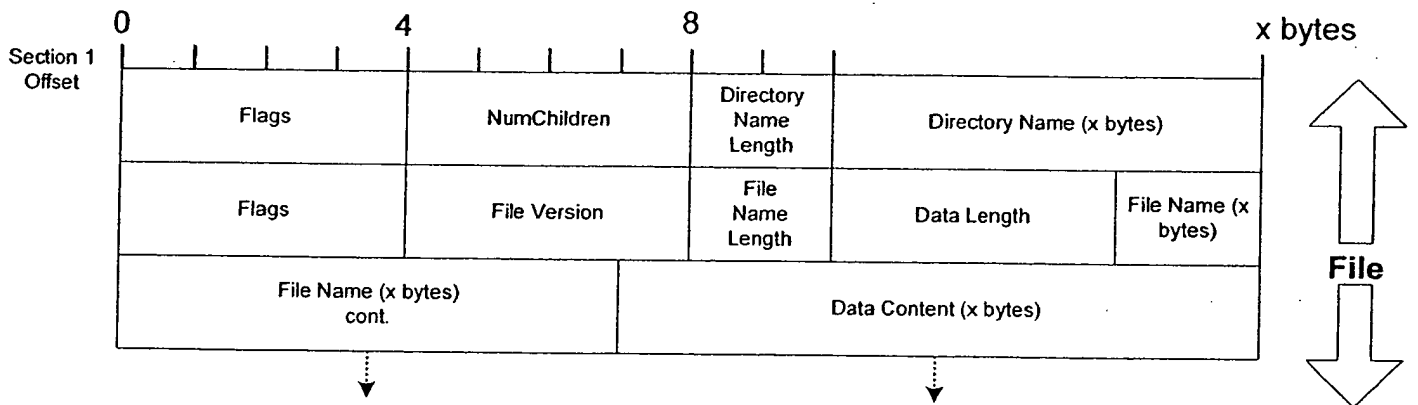 0 4 8 x bytes
Section 1
Offset
Flags
NumChildren
Directory
Name
Length
Directory Name (x bytes)
Flags
File Version
File
Name
Length
Data Length
File Name (x
bytes)
File Name (x bytes)
cont.
Data Content (x bytes)
File